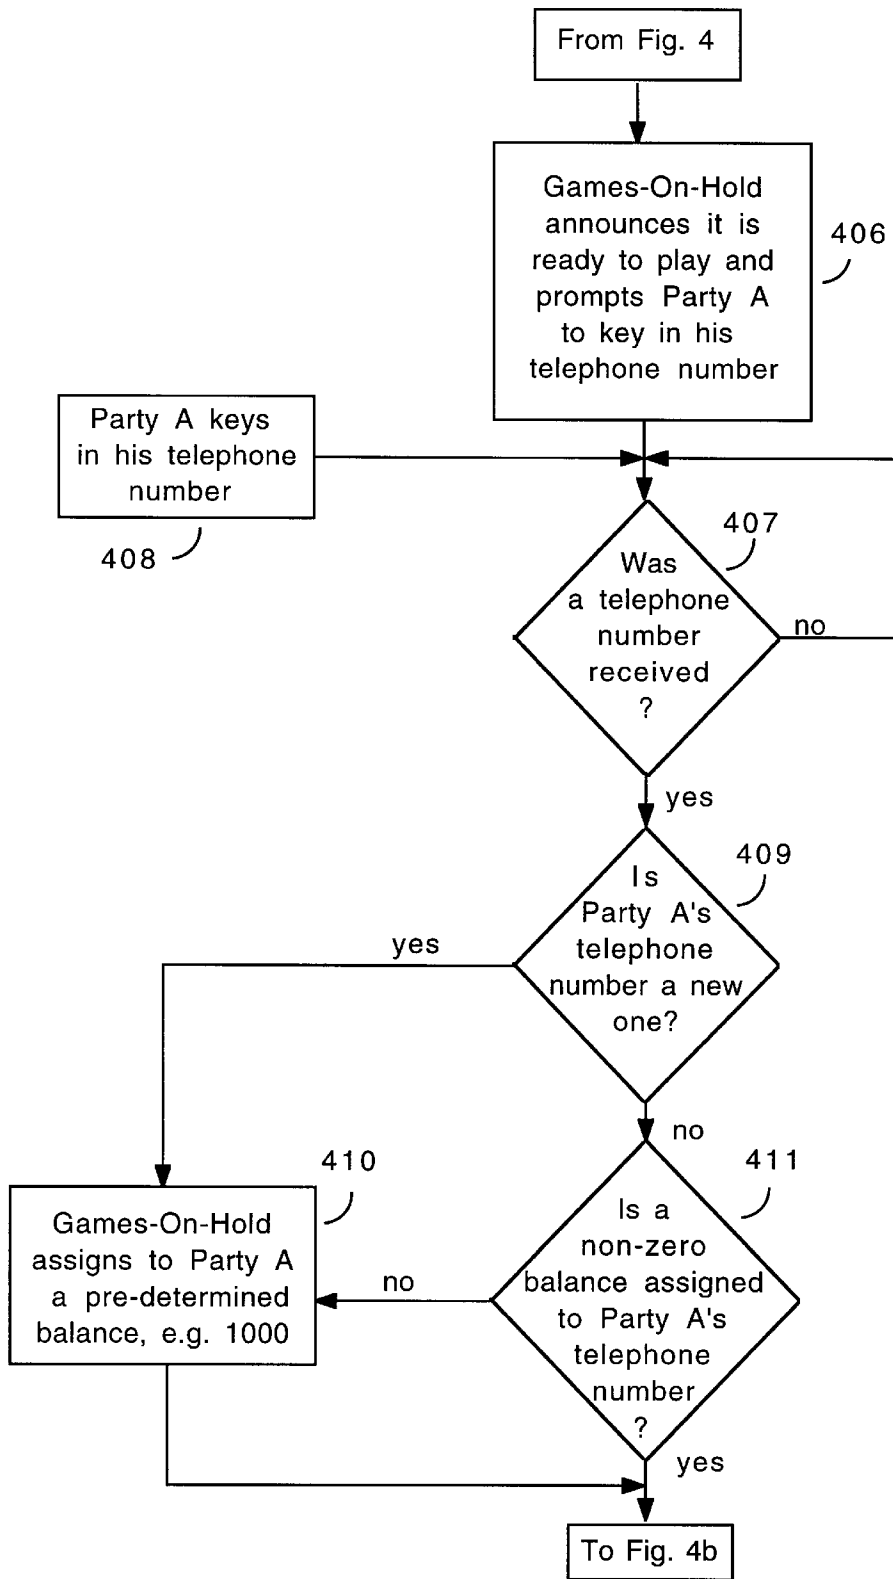 From Fig. 4
Games-On-Hold
announces it is
ready to play and
prompts Party A
to key in his
telephone number
406
Party A keys
in his telephone
number
408
407
Was
a telephone
number
received
?
no
yes
409
Is
Party A's
telephone
number a new
one?
yes
no
410
Games-On-Hold
assigns to Party A
a pre-determined
balance, e.g. 1000
no
411
Is a
non-zero
balance assigned
to Party A's
telephone
number
?
yes
To Fig. 4b